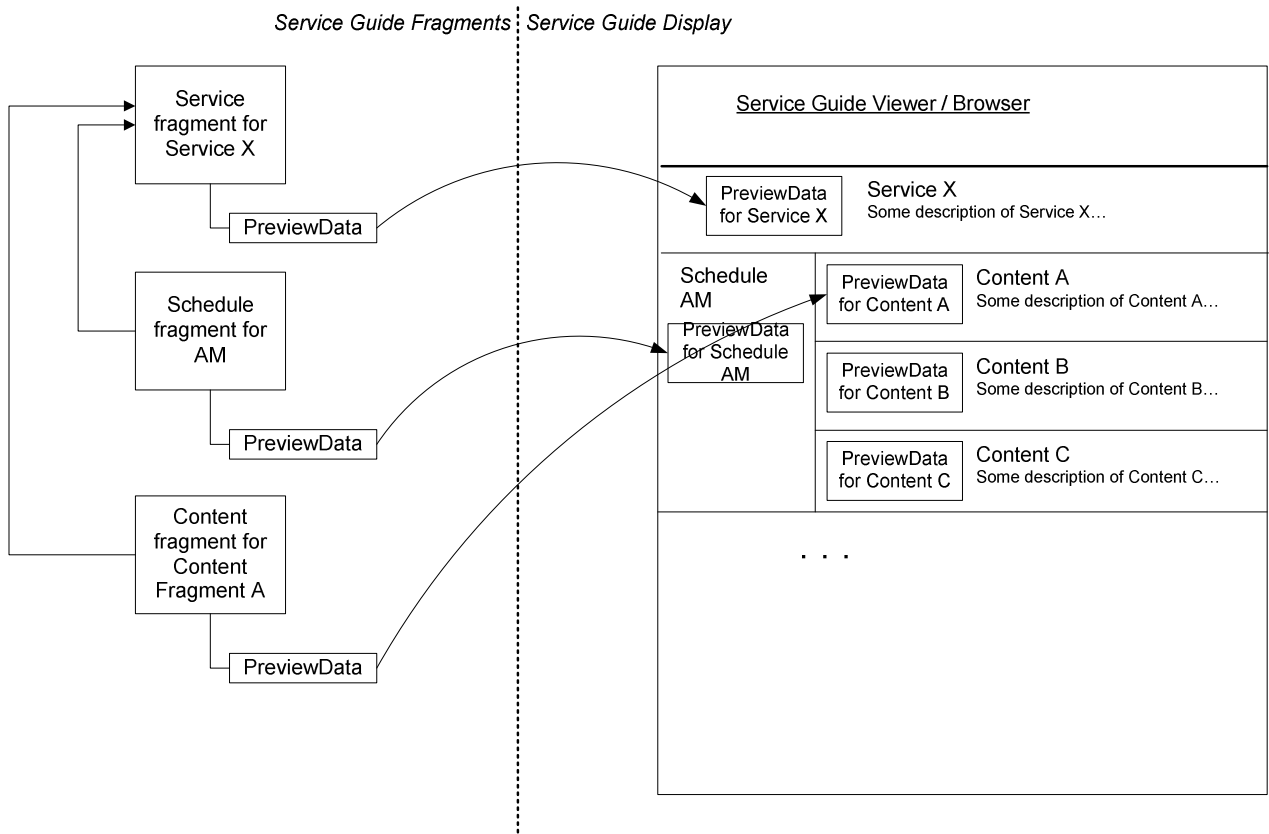 Service Guide Fragments
Service Guide Display
Service
fragment for
Service X
PreviewData
Schedule
fragment for
AM
PreviewData
Content
fragment for
Content
Fragment A
PreviewData
Service Guide Viewer / Browser
PreviewData
for Service X
Service X
Some description of Service X…
Schedule
AM
PreviewData
for Schedule
AM
PreviewData
for Content A
Content A
Some description of Content A…
PreviewData
for Content B
Content B
Some description of Content B…
PreviewData
for Content C
Content C
Some description of Content C…
. . .